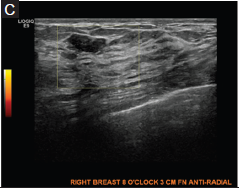 C
LOGIQ
E9
RIGHT BREAST 8 O'CLOCK 3 CM FN ANTI-RADIAL